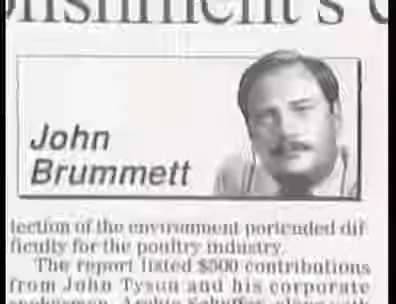 John
Brummett
tection of the environment portended dif-
ficulty for the poultry industry.
The report listed $500 contributions
from John Tyson and his corporate